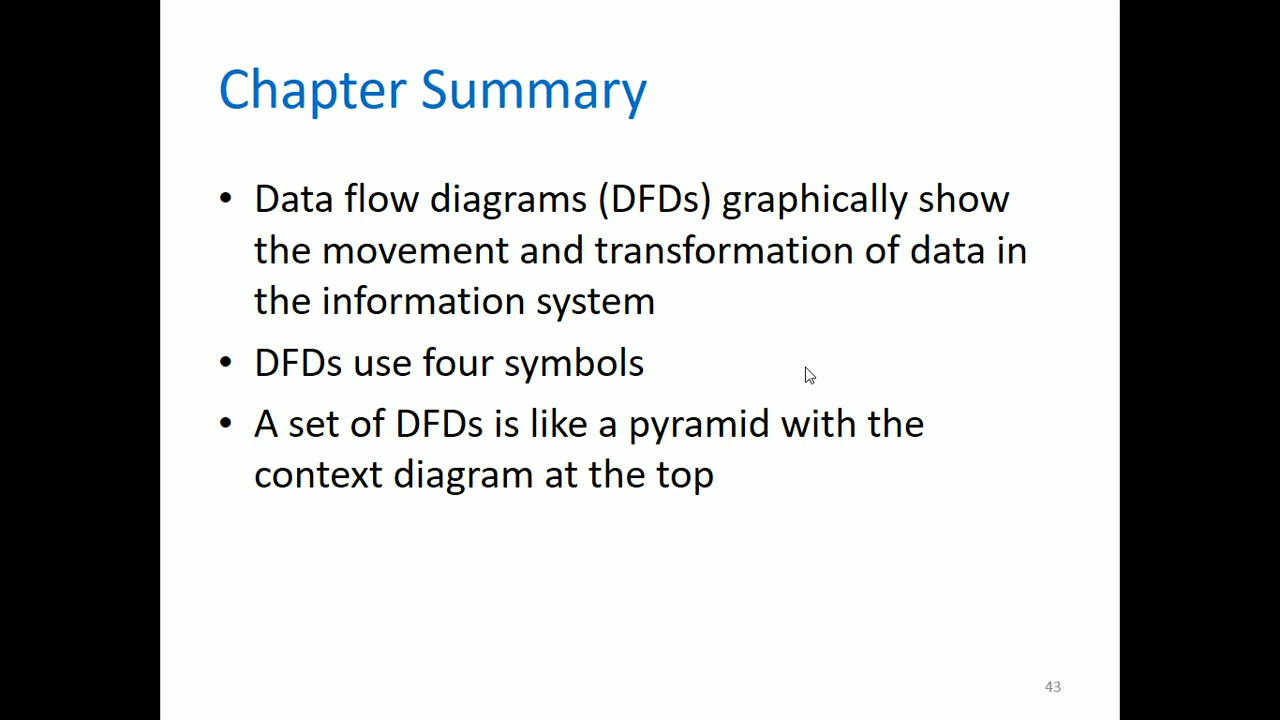 Chapter Summary
• Data flow diagrams (DFDs) graphically show
the movement and transformation of data in
the information system
• DFDs use four symbols
• A set of DFDs is like a pyramid with the
context diagram at the top
43